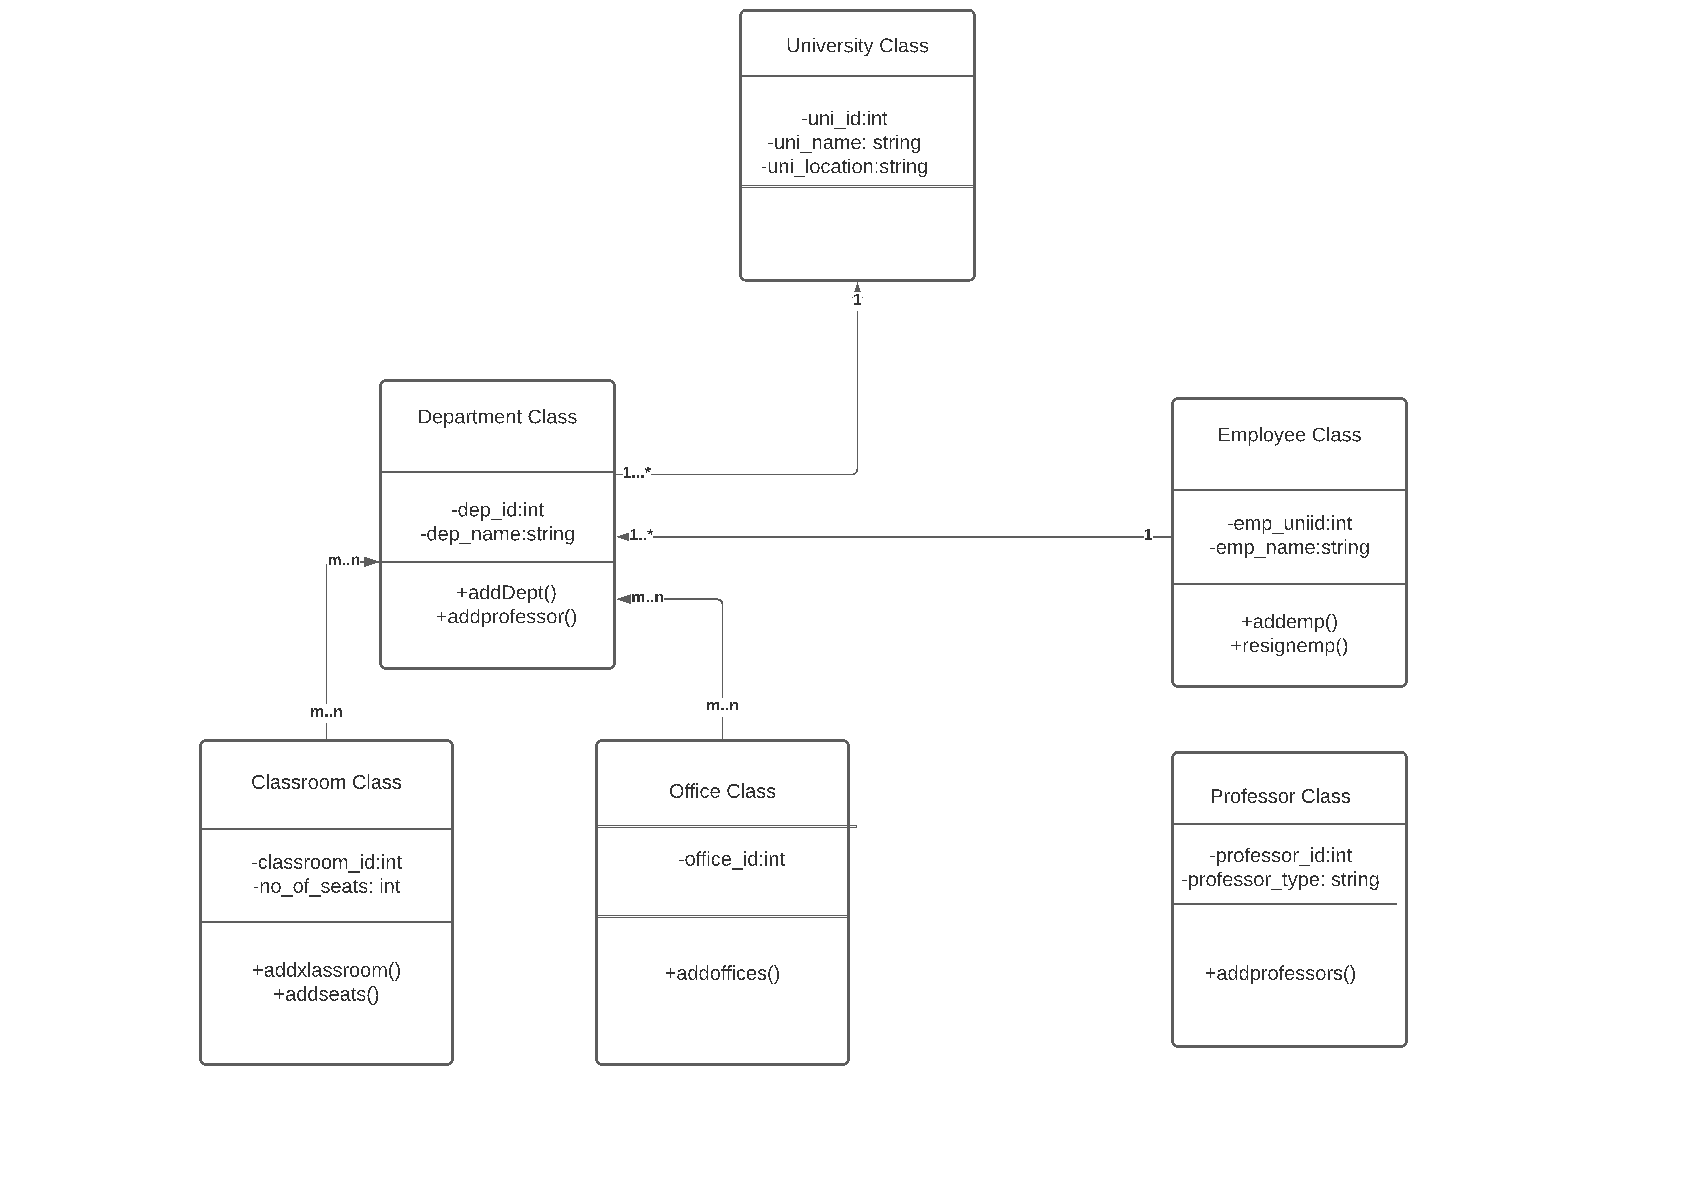 University Class
-uni_id:int
-uni_name: string
-uni_location:string
1
Department Class
1...*
-dep_id:int
-dep_name:string
1..*
1
m..n
+addDept()
+addprofessor()
m..n
Employee Class
-emp_uniid:int
-emp_name:string
+addemp()
+resignemp()
m..n
m..n
Classroom Class
-classroom_id:int
-no_of_seats: int
+addxlassroom()
+addseats()
Office Class
-office_id:int
+addoffices()
Professor Class
-professor_id:int
-professor_type: string
+addprofessors()